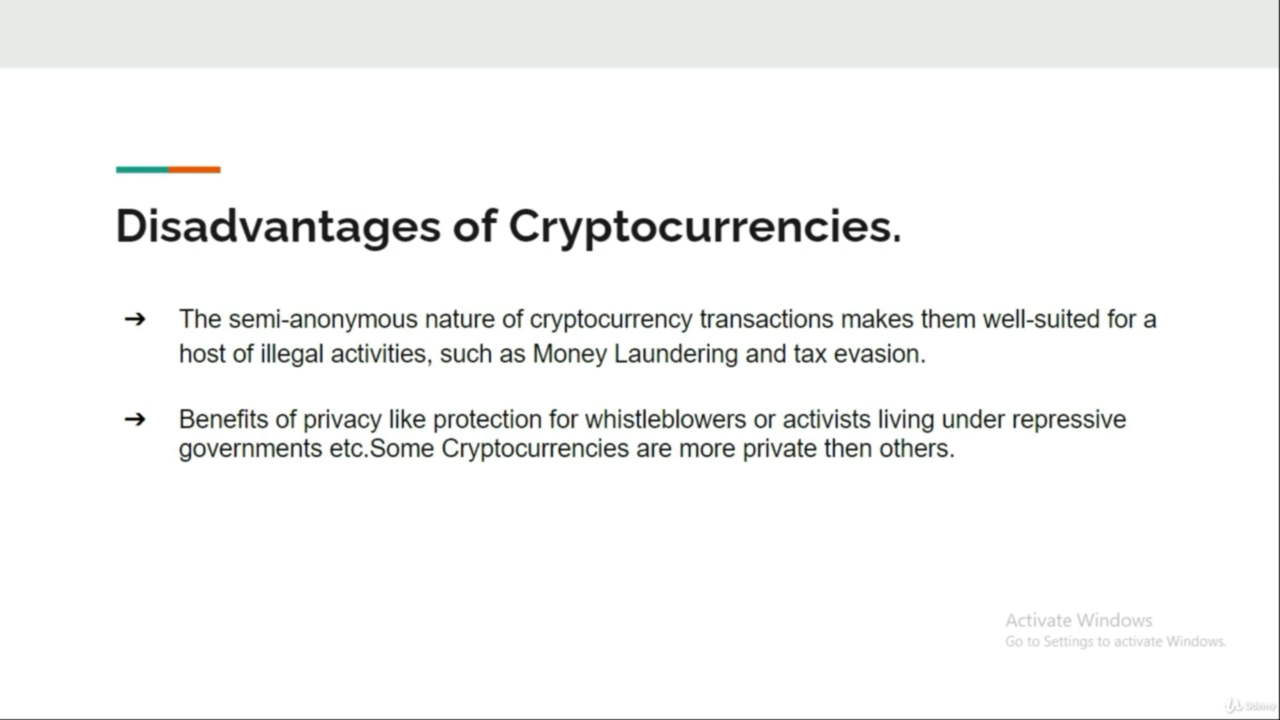 Disadvantages of Cryptocurrencies.
➔ The semi-anonymous nature of cryptocurrency transactions makes them well-suited for a
host of illegal activities, such as Money Laundering and tax evasion.
➔ Benefits of privacy like protection for whistleblowers or activists living under repressive
governments etc.Some Cryptocurrencies are more private then others.
Activate Windows
Go to Settings to activate Windows.
Udemy